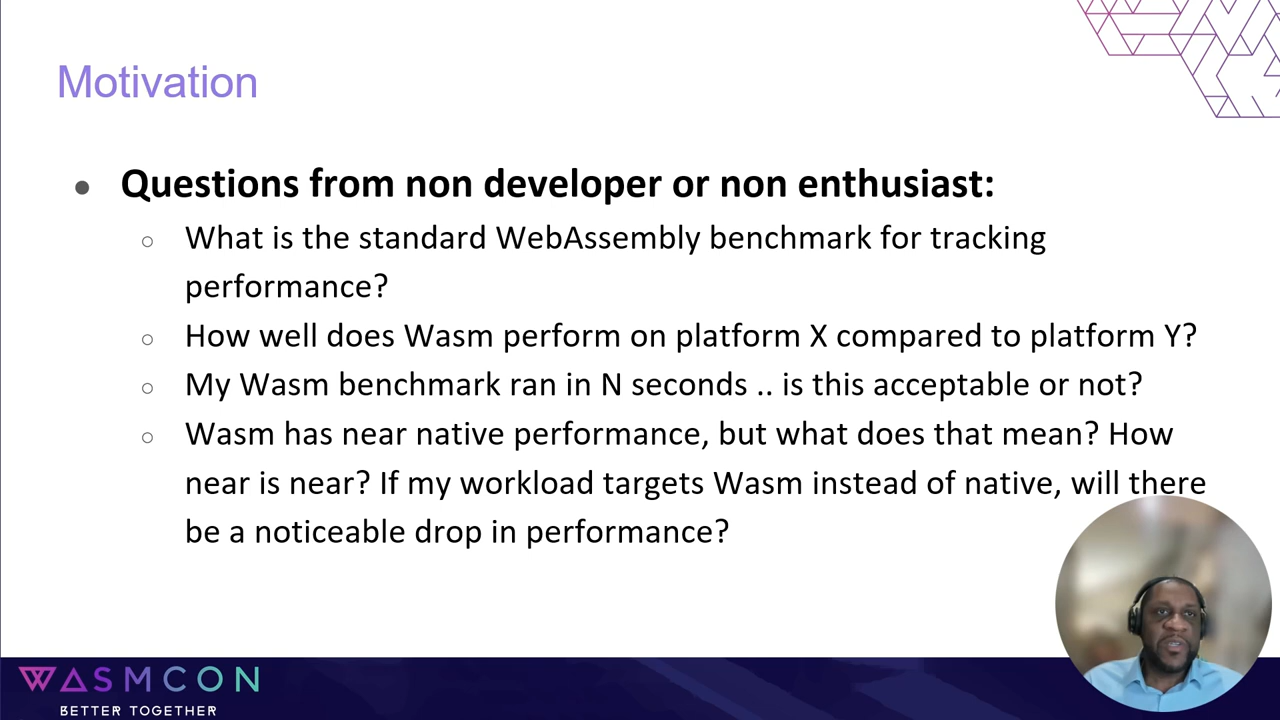 Motivation
● Questions from non developer or non enthusiast:
○ What is the standard WebAssembly benchmark for tracking
performance?
○ How well does Wasm perform on platform X compared to platform Y?
○ My Wasm benchmark ran in N seconds .. is this acceptable or not?
○ Wasm has near native performance, but what does that mean? How
near is near? If my workload targets Wasm instead of native, will there
be a noticeable drop in performance?
WASMCON
BETTER TOGETHER